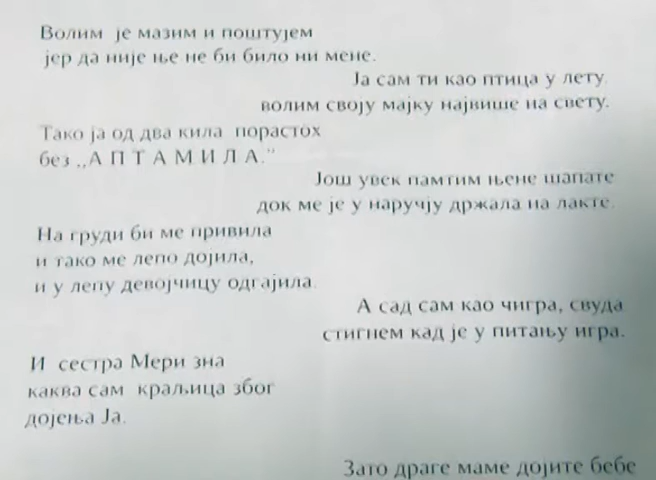 Волим је мазим и поштујем
јер да није ње не би било ни мене.
Ја сам ти као птица у лету
волим своју мајку највише на свету.
Тако ја од два кила порастох
без „А П Т А М И Л А."
Још увек памтим њене шапате
док ме је у наручју држала на лакте.
На груди би ме привила
и тако ме лепо дојила,
и у лепу девојчицу одгајила.
А сад сам као чигра, свуда
стигнем кад је у питању игра.
И сестра Мери зна
каква сам краљица због
дојења Ја.
Зато драге маме дојите бебе